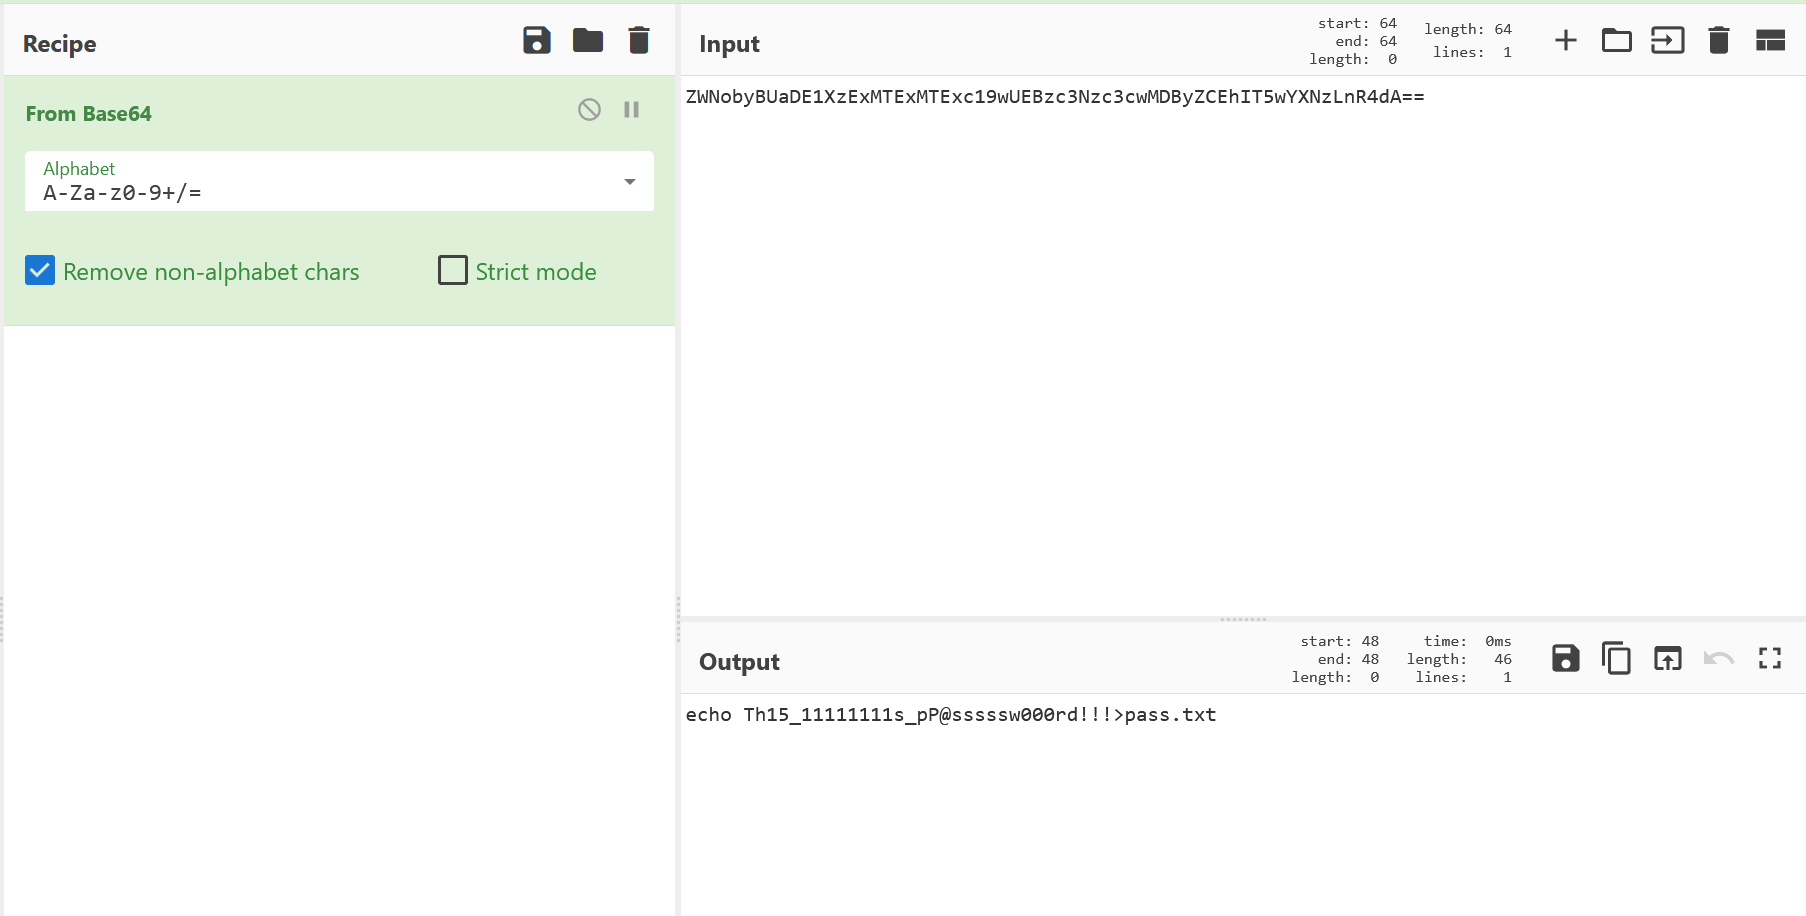 Recipe
From Base64
Alphabet
A-Za-z0-9+/=
Remove non-alphabet chars
Strict mode
Input
start: 64
end: 64
length: 0
length: 64
lines: 1
ZWNobyBUaDE1XzExMTExMTExc19wUEBzc3Nzc3cwMDByZCEhIT5wYXNzLnR4dA==
Output
start: 48
end: 48
length: 0
time: 0ms
length: 46
lines: 1
echo Th15_11111111s_pP@sssssw000rd!!!>pass.txt